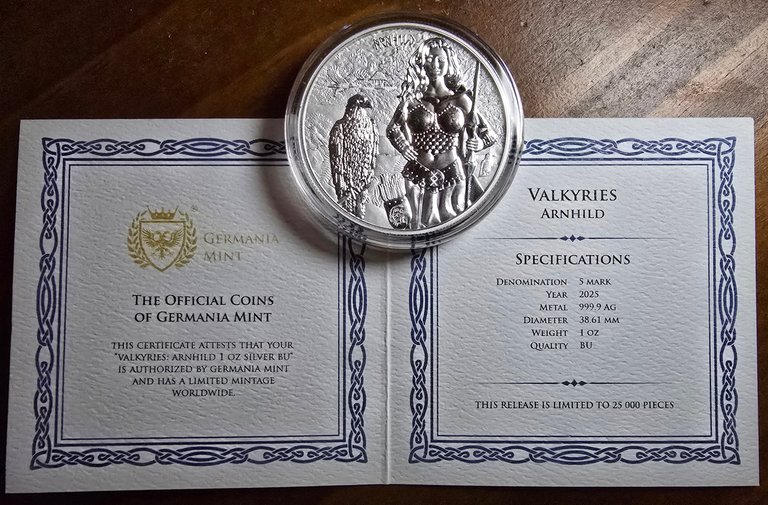 GERMANIA
MINT
THE OFFICIAL COINS
OF GERMANIA MINT
THIS CERTIFICATE ATTESTS THAT YOUR
"VALKYRIES: ARNHILD 1 OZ SILVER BU"
IS AUTHORIZED BY GERMANIA MINT
AND HAS A LIMITED MINTAGE
WORLDWIDE.
VALKYRIES
ARNHILD
SPECIFICATIONS
DENOMINATION 5 MARK
YEAR 2025
METAL 999.9 AG
DIAMETER 38.61 MM
WEIGHT 1 OZ
QUALITY BU
THIS RELEASE IS LIMITED TO 25 000 PIECES